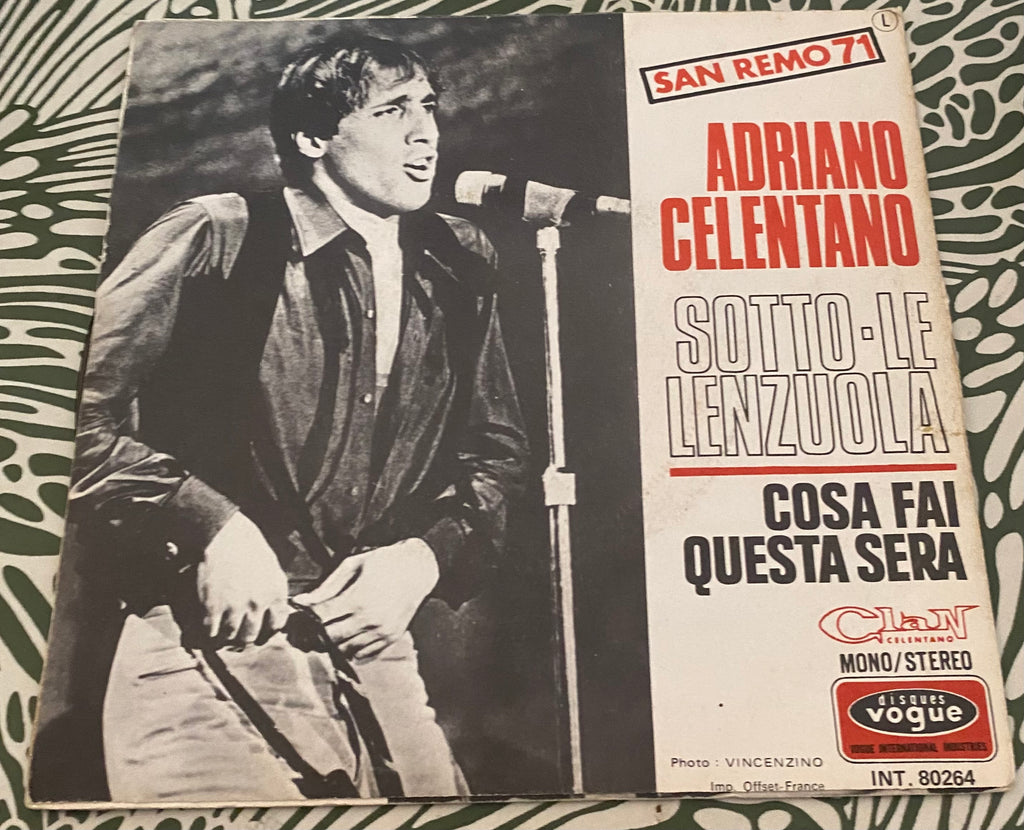 L
SAN REMO 71
ADRIANO
CELENTANO
SOTTO·LE
LENZUOLA
COSA FAI
QUESTA SERA
Clan
CELENTANO
MONO/STEREO
disques
vogue
VOGUE INTERNATIONAL INDUSTRIES
Photo : VINCENZINO
INT. 80264
Imp. Offset-France